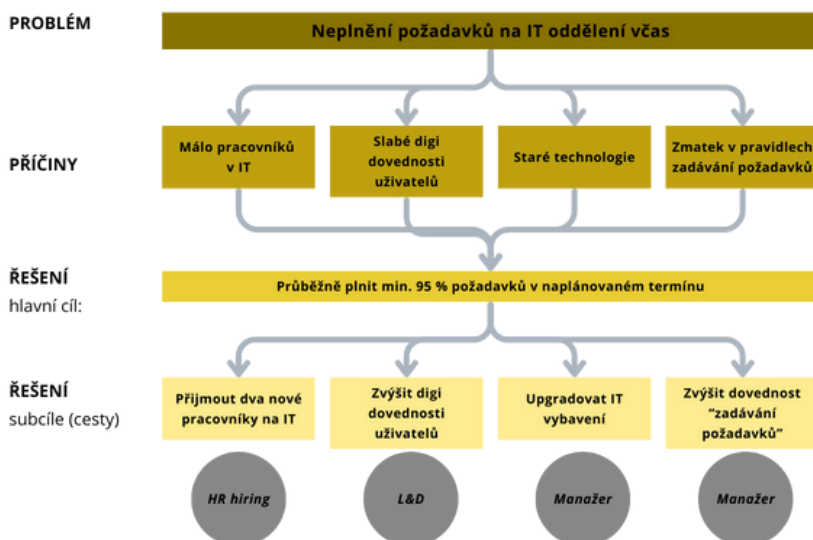 PROBLÉM
Neplnění požadavků na IT oddělení včas
PŘÍČINY
Málo pracovníků
v IT
Slabé digi
dovednosti
uživatelů
Staré technologie
Zmatek v pravidlech
zadávání požadavků
ŘEŠENÍ
hlavní cíl:
Průběžně plnit min. 95 % požadavků v naplánovaném termínu
ŘEŠENÍ
subcíle (cesty)
Přijmout dva nové
pracovníky na IT
Zvýšit digi
dovednosti
uživatelů
Upgradovat IT
vybavení
Zvýšit dovednost
“zadávání
požadavků”
HR hiring
L&D
Manažer
Manažer